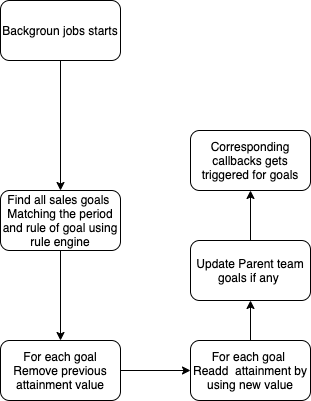 Backgroun jobs starts
Find all sales goals
Matching the period
and rule of goal using
rule engine
For each goal
Remove previous
attainment value
For each goal
Readd attainment by
using new value
Update Parent team
goals if any
Corresponding
callbacks gets
triggered for goals